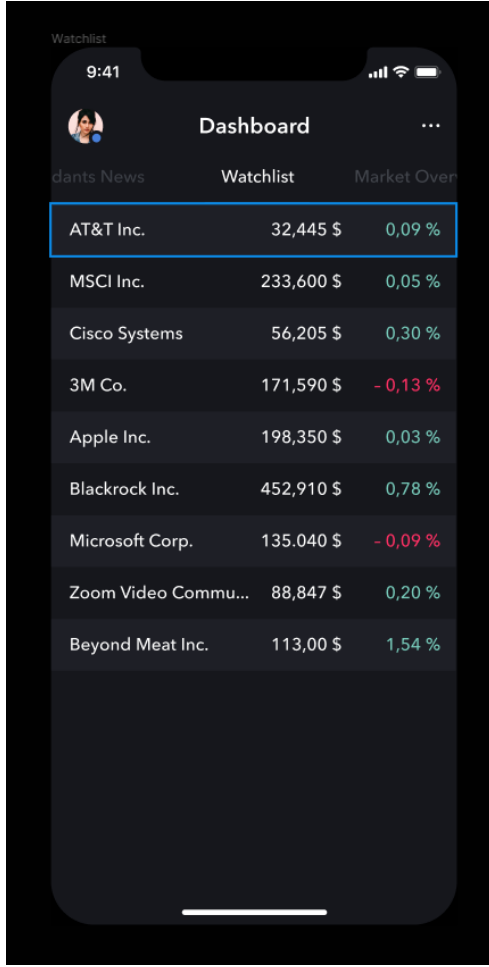 Watchlist
9:41
Dashboard
dants News Watchlist Market Over
AT&T Inc. 32,445 $ 0,09 %
MSCI Inc. 233,600 $ 0,05 %
Cisco Systems 56,205 $ 0,30 %
3M Co. 171,590 $ – 0,13 %
Apple Inc. 198,350 $ 0,03 %
Blackrock Inc. 452,910 $ 0,78 %
Microsoft Corp. 135.040 $ – 0,09 %
Zoom Video Commu... 88,847 $ 0,20 %
Beyond Meat Inc. 113,00 $ 1,54 %